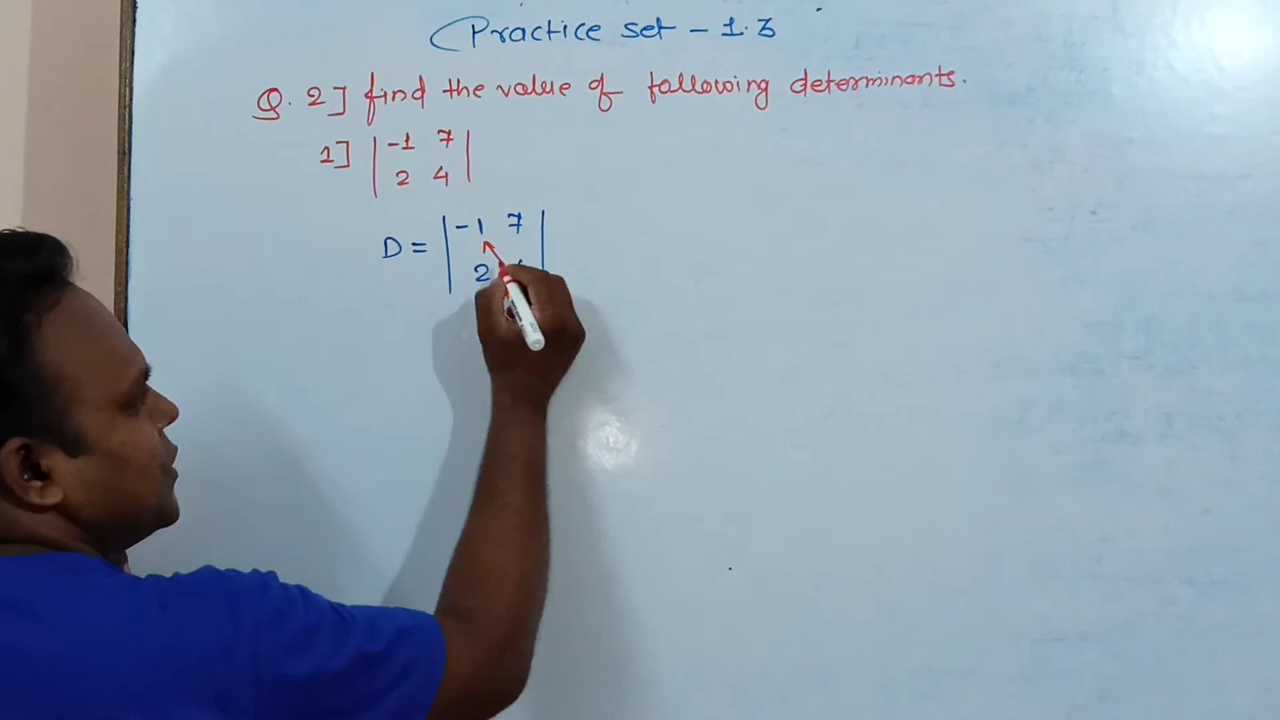 Practice set - 1.3
Q. 2] find the value of following determinants.
1] | -1 7 |
| 2 4 |
D = | -1 7 |
| 2